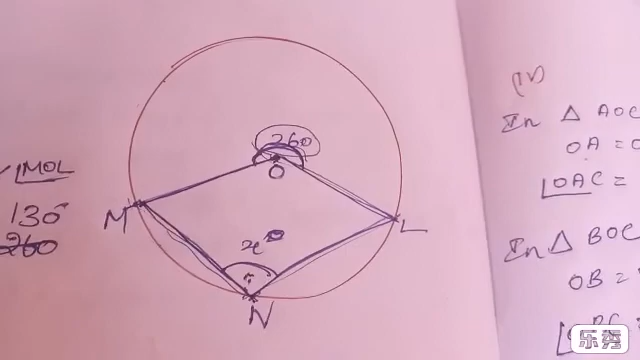 (iv)
In △ AOC
260
OA =
∠MOL
O
∠OAC =
130°
M
x°
L
In △ BOC
260
OB =
N
乐秀